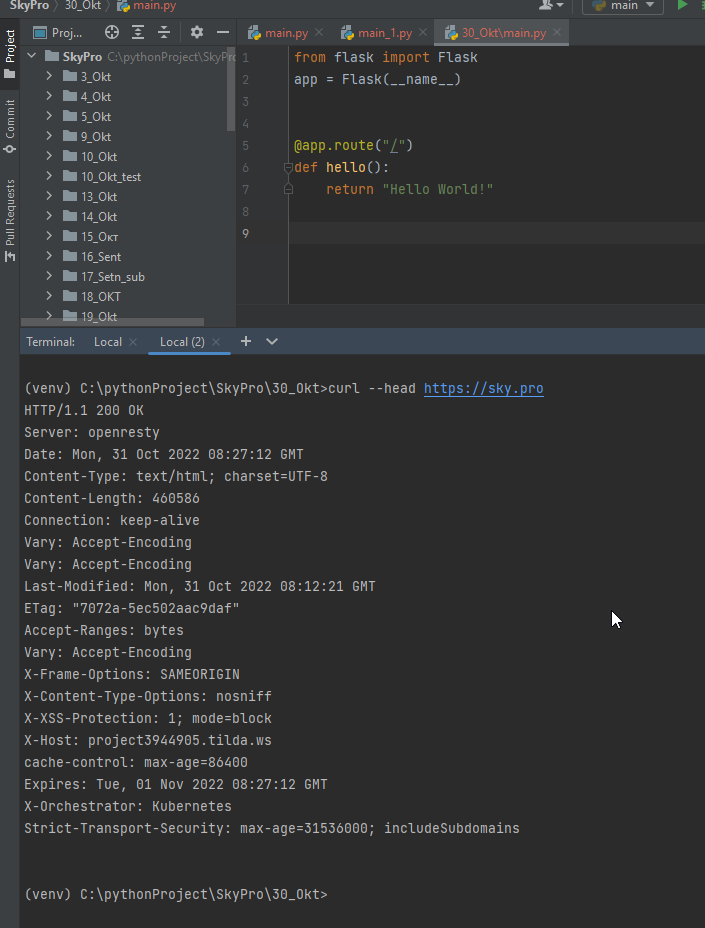 SkyPro 30_Okt main.py
main
Project
Commit
Pull Requests
Proj...
SkyPro C:\pythonProject\SkyPro
3_Okt
4_Okt
5_Okt
9_Okt
10_Okt
10_Okt_test
13_Okt
14_Okt
15_Окт
16_Sent
17_Setn_sub
18_ОКТ
19_Okt
main.py main_1.py 30_Okt\main.py
1 from flask import Flask
2 app = Flask(__name__)
3
4
5 @app.route("/")
6 def hello():
7 return "Hello World!"
8
9
Terminal: Local Local (2)
(venv) C:\pythonProject\SkyPro\30_Okt>curl --head https://sky.pro
HTTP/1.1 200 OK
Server: openresty
Date: Mon, 31 Oct 2022 08:27:12 GMT
Content-Type: text/html; charset=UTF-8
Content-Length: 460586
Connection: keep-alive
Vary: Accept-Encoding
Vary: Accept-Encoding
Last-Modified: Mon, 31 Oct 2022 08:12:21 GMT
ETag: "7072a-5ec502aac9daf"
Accept-Ranges: bytes
Vary: Accept-Encoding
X-Frame-Options: SAMEORIGIN
X-Content-Type-Options: nosniff
X-XSS-Protection: 1; mode=block
X-Host: project3944905.tilda.ws
cache-control: max-age=86400
Expires: Tue, 01 Nov 2022 08:27:12 GMT
X-Orchestrator: Kubernetes
Strict-Transport-Security: max-age=31536000; includeSubdomains
(venv) C:\pythonProject\SkyPro\30_Okt>